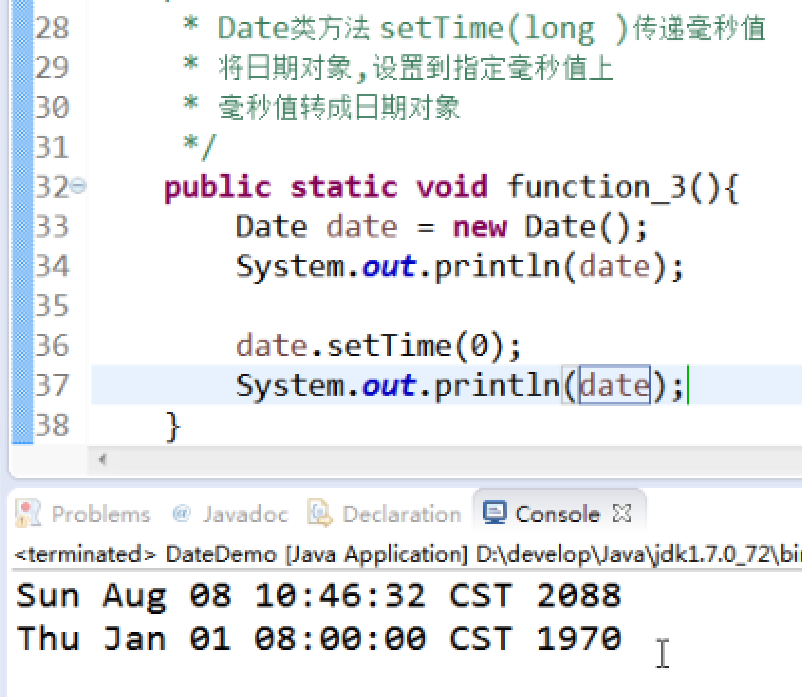 28 * Date类方法 setTime(long )传递毫秒值
29 * 将日期对象,设置到指定毫秒值上
30 * 毫秒值转成日期对象
31 */
32 public static void function_3(){
33 Date date = new Date();
34 System.out.println(date);
35
36 date.setTime(0);
37 System.out.println(date);
38 }
Problems @ Javadoc Declaration Console
<terminated> DateDemo [Java Application] D:\develop\Java\jdk1.7.0_72\bin
Sun Aug 08 10:46:32 CST 2088
Thu Jan 01 08:00:00 CST 1970